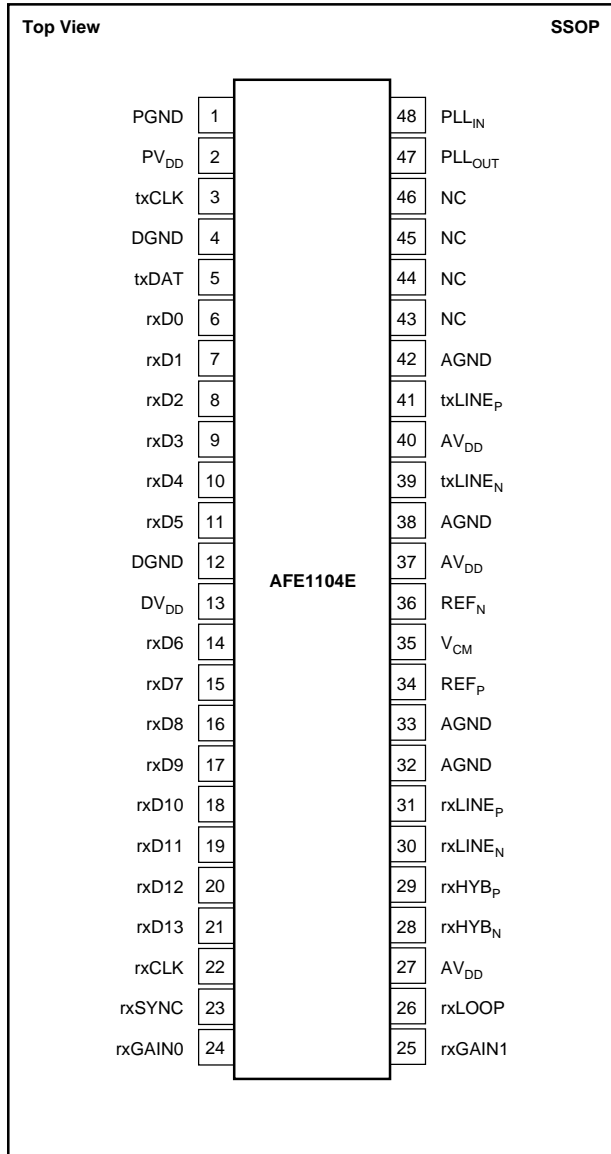 Top View SSOP
PGND 1 48 PLL_IN
PV_DD 2 47 PLL_OUT
txCLK 3 46 NC
DGND 4 45 NC
txDAT 5 44 NC
rxD0 6 43 NC
rxD1 7 42 AGND
rxD2 8 41 txLINE_P
rxD3 9 40 AV_DD
rxD4 10 39 txLINE_N
rxD5 11 38 AGND
DGND 12 37 AV_DD
AFE1104E
DV_DD 13 36 REF_N
rxD6 14 35 V_CM
rxD7 15 34 REF_P
rxD8 16 33 AGND
rxD9 17 32 AGND
rxD10 18 31 rxLINE_P
rxD11 19 30 rxLINE_N
rxD12 20 29 rxHYB_P
rxD13 21 28 rxHYB_N
rxCLK 22 27 AV_DD
rxSYNC 23 26 rxLOOP
rxGAIN0 24 25 rxGAIN1